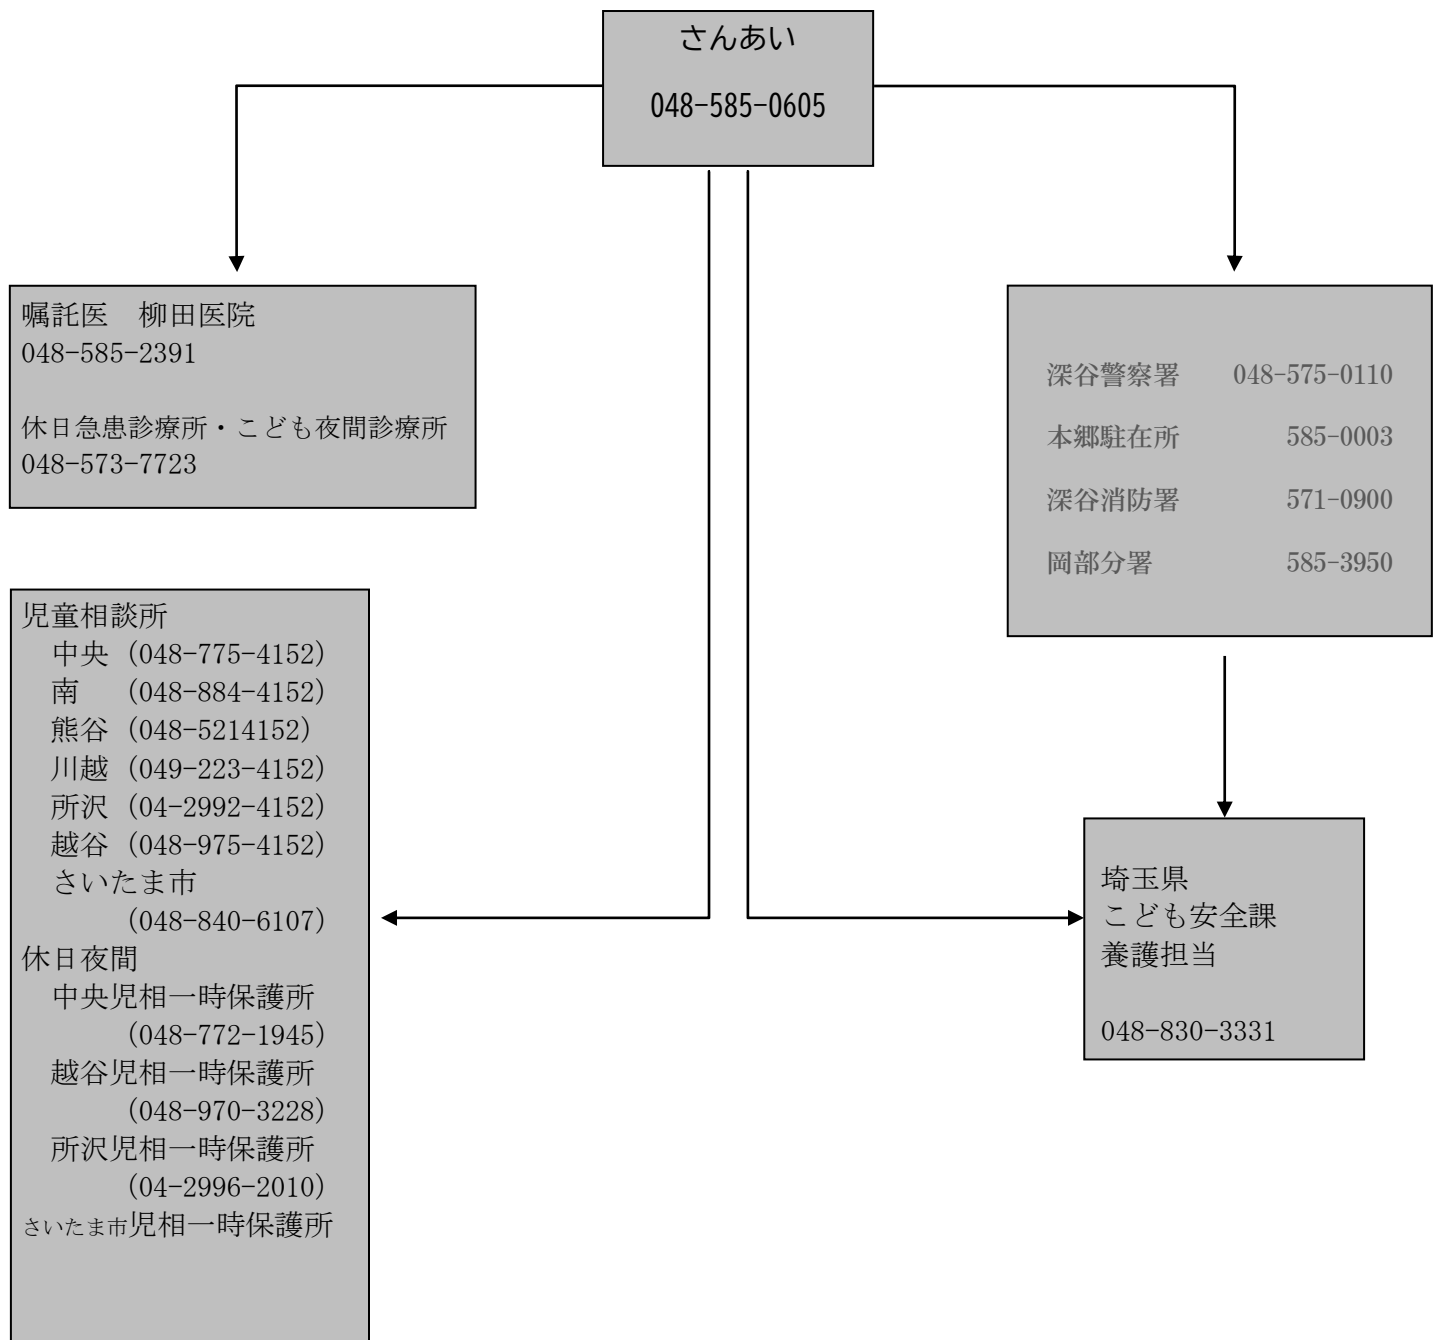 さんあい
048-585-0605
嘱託医　柳田医院
048-585-2391
休日急患診療所・こども夜間診療所
048-573-7723
深谷警察署　　048-575-0110
本郷駐在所　　585-0003
深谷消防署　　571-0900
岡部分署　　585-3950
児童相談所
中央（048-775-4152）
南　（048-884-4152）
熊谷（048-5214152）
川越（049-223-4152）
所沢（04-2992-4152）
越谷（048-975-4152）
さいたま市
（048-840-6107）
休日夜間
中央児相一時保護所
（048-772-1945）
越谷児相一時保護所
（048-970-3228）
所沢児相一時保護所
（04-2996-2010）
さいたま市児相一時保護所
埼玉県
こども安全課
養護担当
048-830-3331